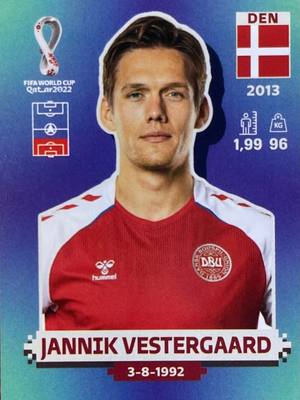 DEN
FIFA WORLD CUP
Qatar2022
2013
KG
1,99 96
hummel
DBU
JANNIK VESTERGAARD
3-8-1992